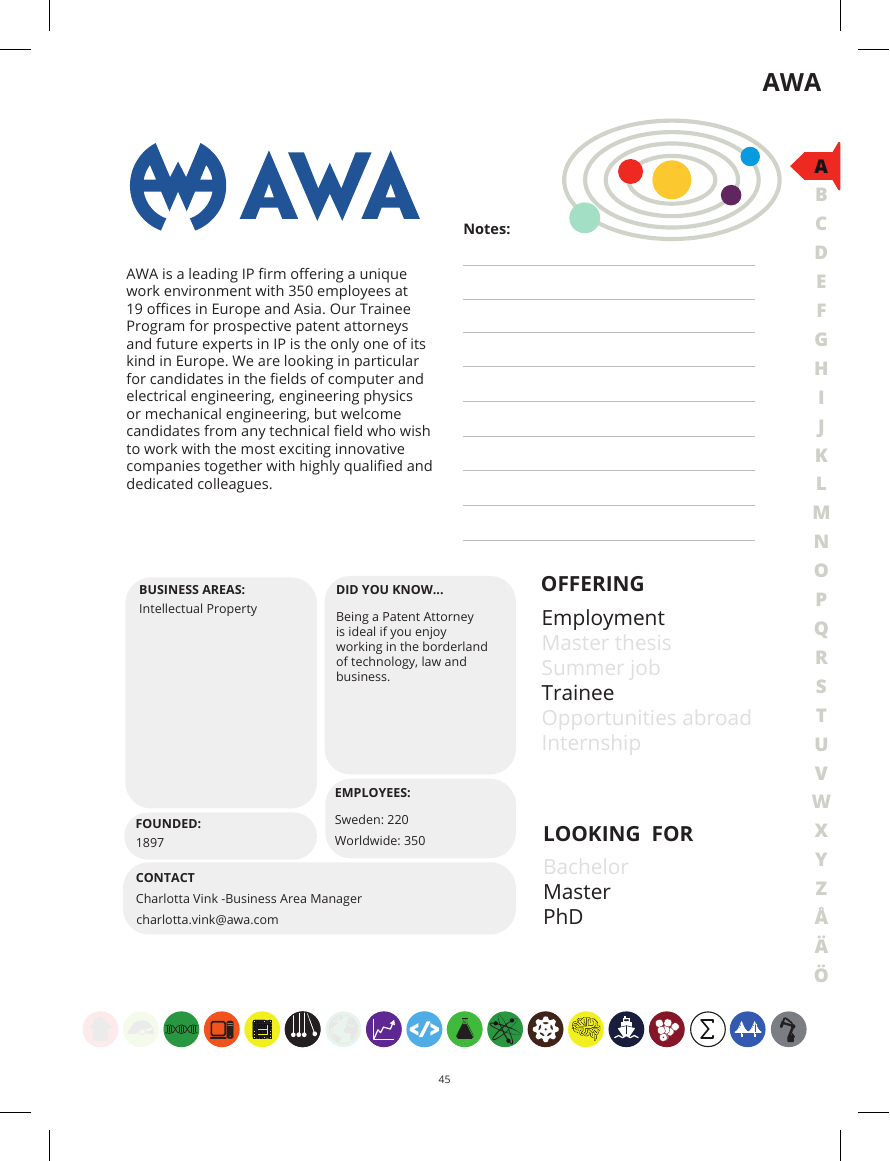 AWA
AWA
Notes:
AWA is a leading IP firm offering a unique
work environment with 350 employees at
19 offices in Europe and Asia. Our Trainee
Program for prospective patent attorneys
and future experts in IP is the only one of its
kind in Europe. We are looking in particular
for candidates in the fields of computer and
electrical engineering, engineering physics
or mechanical engineering, but welcome
candidates from any technical field who wish
to work with the most exciting innovative
companies together with highly qualified and
dedicated colleagues.
BUSINESS AREAS:
Intellectual Property
DID YOU KNOW...
Being a Patent Attorney
is ideal if you enjoy
working in the borderland
of technology, law and
business.
EMPLOYEES:
Sweden: 220
Worldwide: 350
FOUNDED:
1897
CONTACT
Charlotta Vink -Business Area Manager
charlotta.vink@awa.com
OFFERING
Employment
Master thesis
Summer job
Trainee
Opportunities abroad
Internship
LOOKING FOR
Bachelor
Master
PhD
A
B
C
D
E
F
G
H
I
J
K
L
M
N
O
P
Q
R
S
T
U
V
W
X
Y
Z
Å
Ä
Ö
</> Σ
45